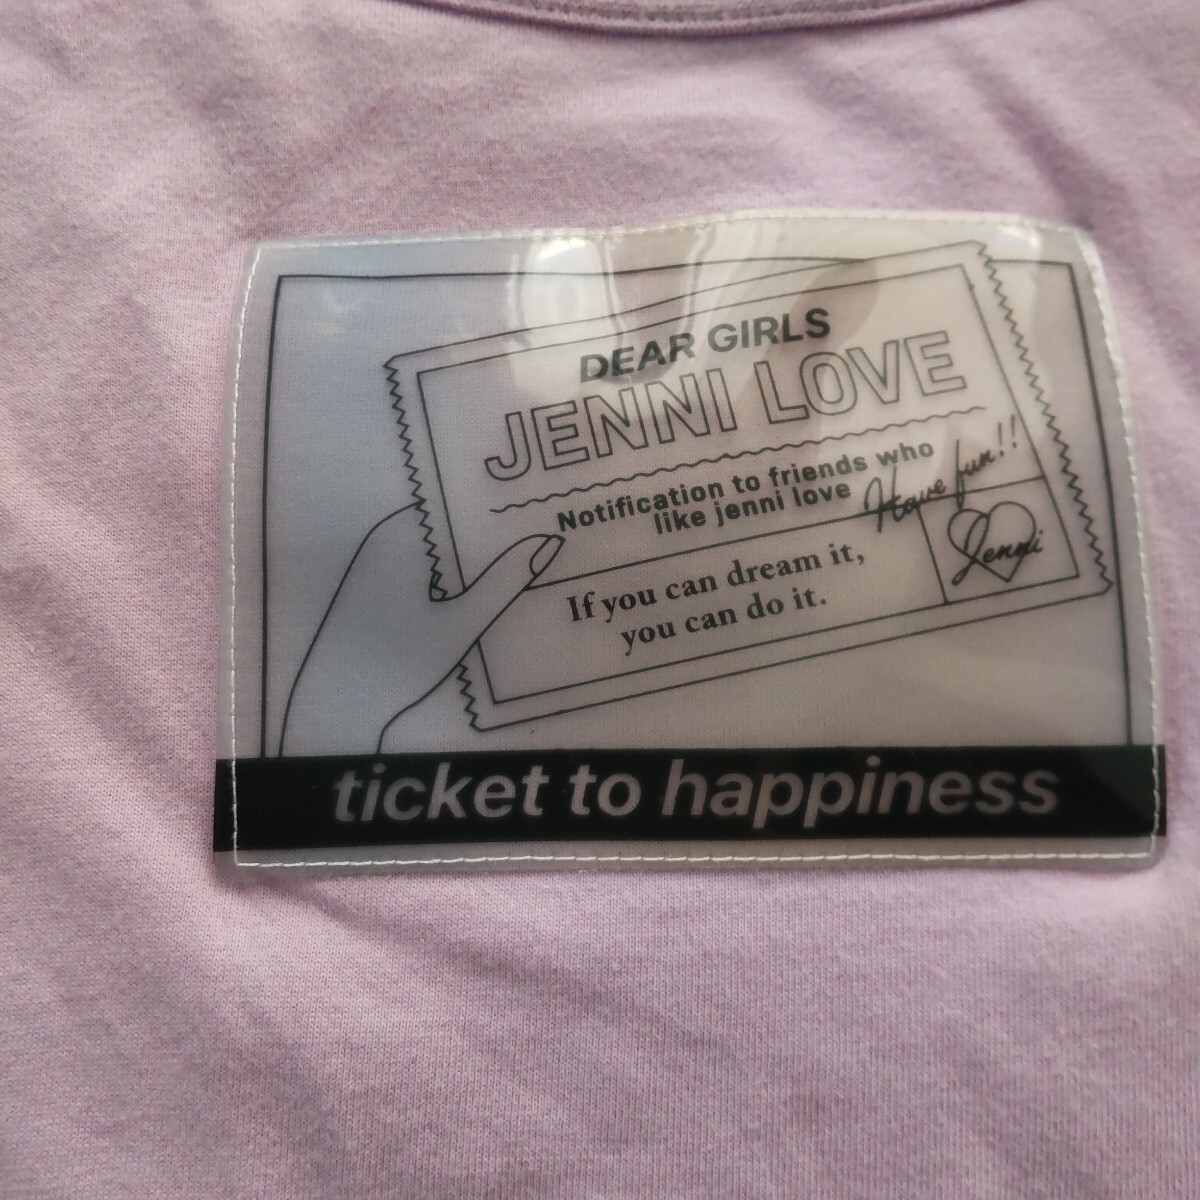 DEAR GIRLS
JENNI LOVE
Notification to friends who
like jenni love
Have fun!!
If you can dream it,
you can do it.
Jenni
ticket to happiness